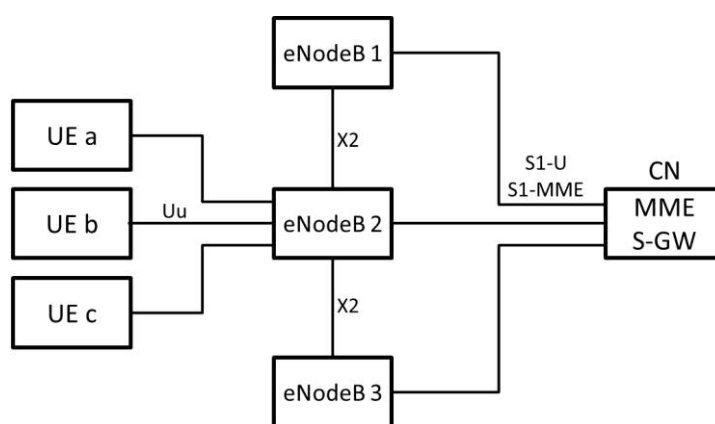 eNodeB 1
UE a
X2
S1-U
S1-MME
CN
UE b
Uu
eNodeB 2
MME
S-GW
UE c
X2
eNodeB 3